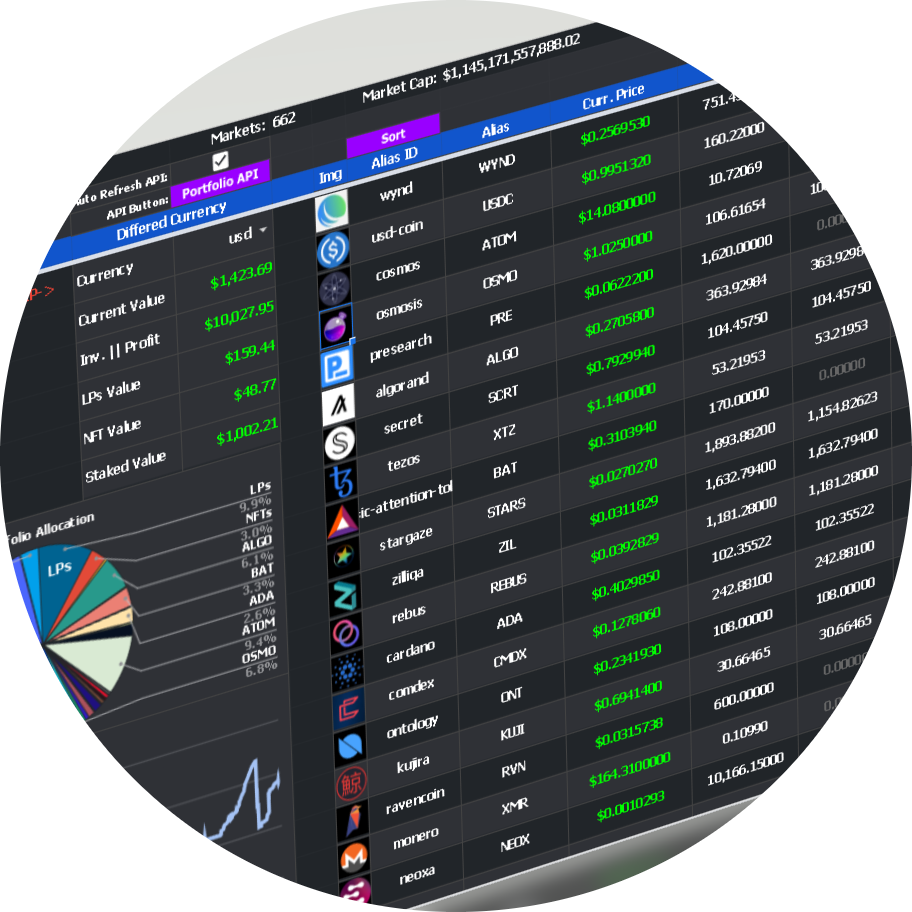 Market Cap: $1,145,171,557,888.02
Markets: 662
Auto Refresh API:
API Button: Portfolio API
Sort
Differed Currency
Img Alias ID Alias Curr. Price
Currency usd
Current Value $1,423.69
Inv. || Profit $10,027.95
LPs Value $159.44
NFT Value $48.77
Staked Value $1,002.21
wynd WYND $0.2569530
usd-coin USDC $0.9951320 160.22000
cosmos ATOM $14.0800000 10.72069
osmosis OSMO $1.0250000 106.61654
presearch PRE $0.0622200 1,620.00000
algorand ALGO $0.2705800 363.92984
secret SCRT $0.7929940 104.45750 104.45750
tezos XTZ $1.1400000 53.21953 53.21953
ic-attention-tol BAT $0.3103940 170.00000 0.00000
stargaze STARS $0.0270270 1,893.88200 1,154.82623
zilliqa ZIL $0.0311829 1,632.79400 1,632.79400
rebus REBUS $0.0392829 1,181.28000 1,181.28000
cardano ADA $0.4029850 102.35522 102.35522
comdex CMDX $0.1278060 242.88100 242.88100
ontology ONT $0.2341930 108.00000 108.00000
kujira KUJI $0.6941400 30.66465 30.66465
ravencoin RVN $0.0315738 600.00000
monero XMR $164.3100000 0.10990
neoxa NEOX $0.0010293 10,166.15000
folio Allocation
LPs
LPs
9.9%
NFTs
3.0%
ALGO
6.1%
BAT
3.3%
ADA
2.6%
ATOM
9.4%
OSMO
6.8%